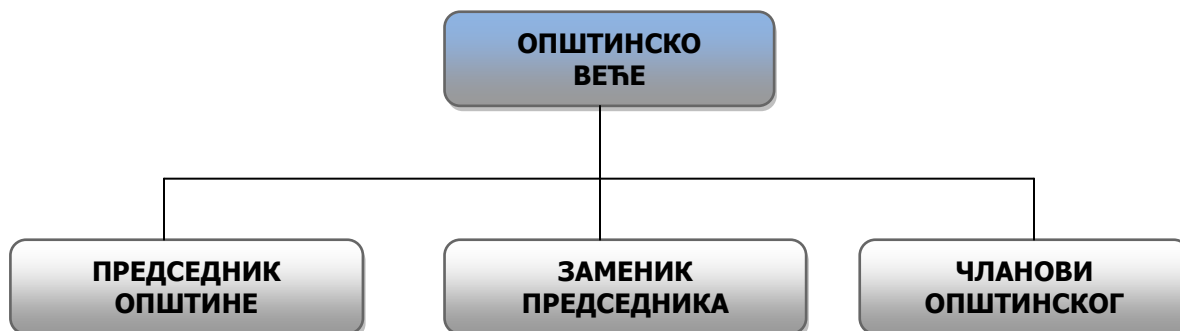 ОПШТИНСКО
ВЕЋЕ
ПРЕДСЕДНИК
ОПШТИНЕ
ЗАМЕНИК
ПРЕДСЕДНИКА
ЧЛАНОВИ
ОПШТИНСКОГ